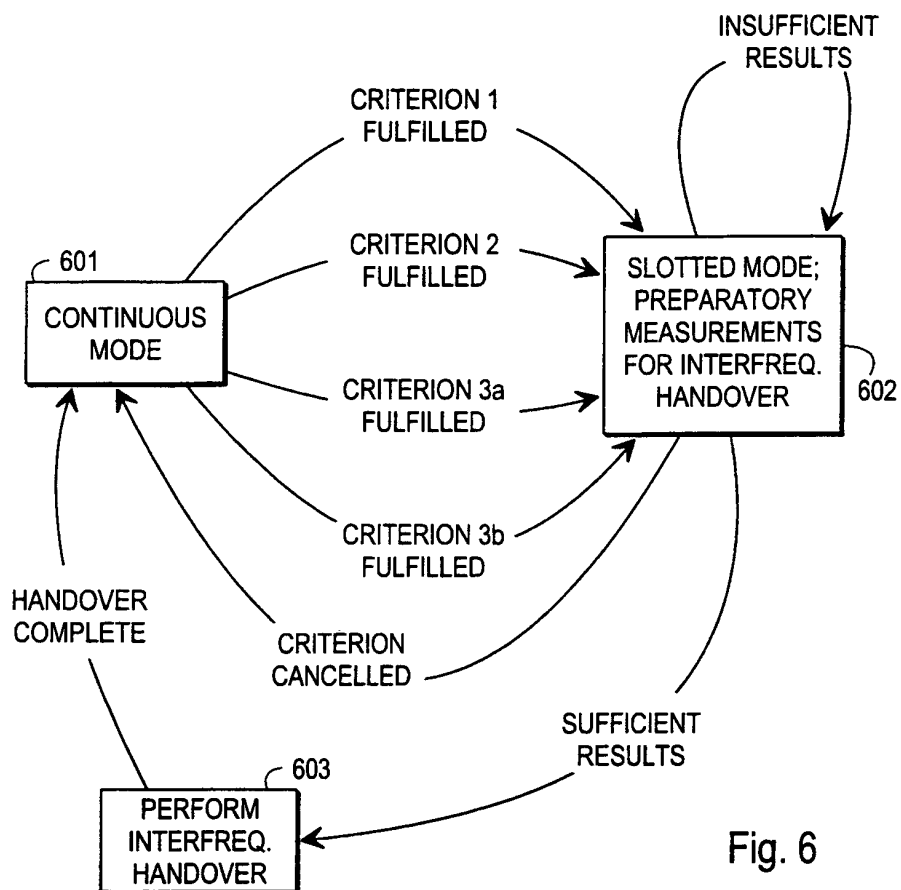 INSUFFICIENT
RESULTS
CRITERION 1
FULFILLED
CRITERION 2
FULFILLED
601
CONTINUOUS
MODE
SLOTTED MODE;
PREPARATORY
MEASUREMENTS
FOR INTERFREQ.
HANDOVER
602
CRITERION 3a
FULFILLED
CRITERION 3b
FULFILLED
HANDOVER
COMPLETE
CRITERION
CANCELLED
SUFFICIENT
RESULTS
603
PERFORM
INTERFREQ.
HANDOVER
Fig. 6